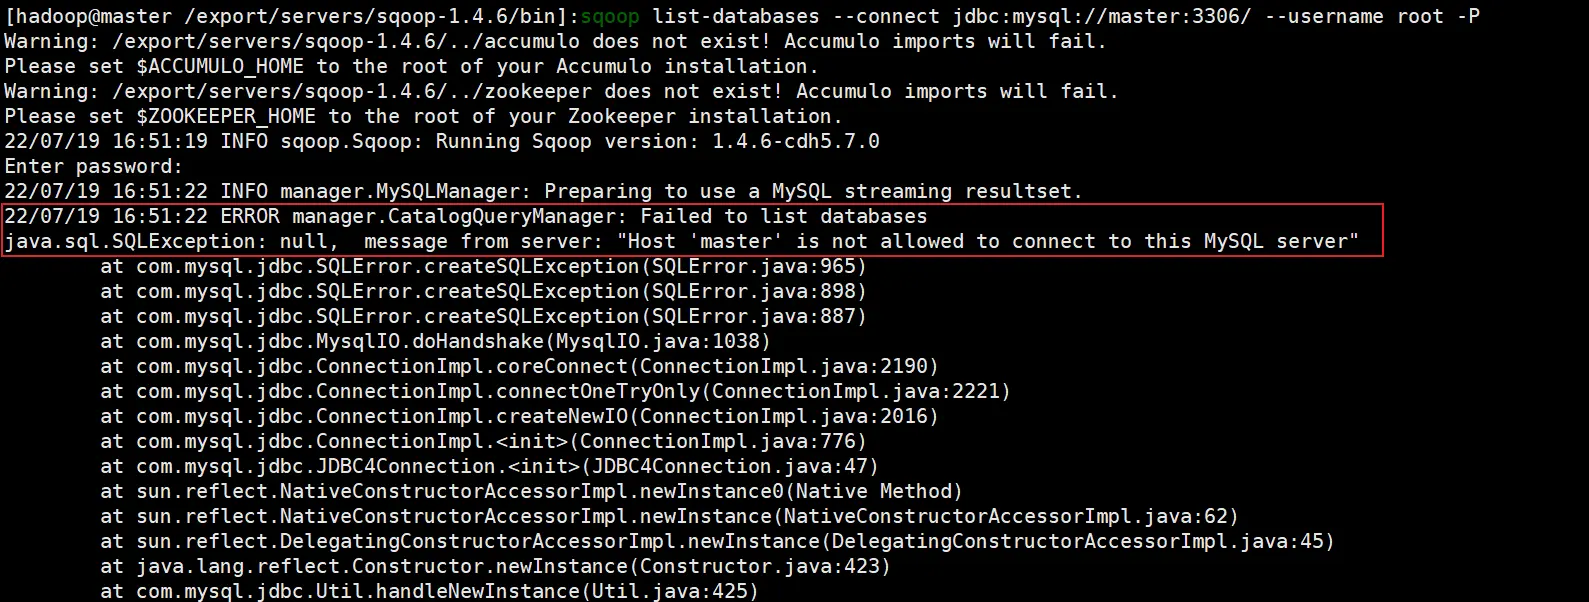 [hadoop@master /export/servers/sqoop-1.4.6/bin]:sqoop list-databases --connect jdbc:mysql://master:3306/ --username root -P
Warning: /export/servers/sqoop-1.4.6/../accumulo does not exist! Accumulo imports will fail.
Please set $ACCUMULO_HOME to the root of your Accumulo installation.
Warning: /export/servers/sqoop-1.4.6/../zookeeper does not exist! Accumulo imports will fail.
Please set $ZOOKEEPER_HOME to the root of your Zookeeper installation.
22/07/19 16:51:19 INFO sqoop.Sqoop: Running Sqoop version: 1.4.6-cdh5.7.0
Enter password:
22/07/19 16:51:22 INFO manager.MySQLManager: Preparing to use a MySQL streaming resultset.
22/07/19 16:51:22 ERROR manager.CatalogQueryManager: Failed to list databases
java.sql.SQLException: null,  message from server: "Host 'master' is not allowed to connect to this MySQL server"
        at com.mysql.jdbc.SQLError.createSQLException(SQLError.java:965)
        at com.mysql.jdbc.SQLError.createSQLException(SQLError.java:898)
        at com.mysql.jdbc.SQLError.createSQLException(SQLError.java:887)
        at com.mysql.jdbc.MysqlIO.doHandshake(MysqlIO.java:1038)
        at com.mysql.jdbc.ConnectionImpl.coreConnect(ConnectionImpl.java:2190)
        at com.mysql.jdbc.ConnectionImpl.connectOneTryOnly(ConnectionImpl.java:2221)
        at com.mysql.jdbc.ConnectionImpl.createNewIO(ConnectionImpl.java:2016)
        at com.mysql.jdbc.ConnectionImpl.<init>(ConnectionImpl.java:776)
        at com.mysql.jdbc.JDBC4Connection.<init>(JDBC4Connection.java:47)
        at sun.reflect.NativeConstructorAccessorImpl.newInstance0(Native Method)
        at sun.reflect.NativeConstructorAccessorImpl.newInstance(NativeConstructorAccessorImpl.java:62)
        at sun.reflect.DelegatingConstructorAccessorImpl.newInstance(DelegatingConstructorAccessorImpl.java:45)
        at java.lang.reflect.Constructor.newInstance(Constructor.java:423)
        at com.mysql.jdbc.Util.handleNewInstance(Util.java:425)